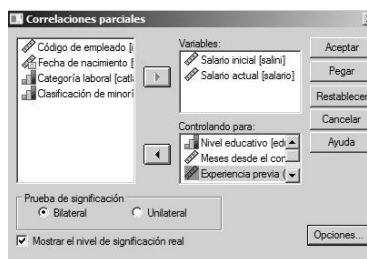 Correlaciones parciales
Código de empleado [i
Fecha de nacimiento [
Categoría laboral [catl
Clasificación de minorí
Variables:
Salario inicial [salini]
Salario actual [salario]
Controlando para:
Nivel educativo [edu
Meses desde el con
Experiencia previa (
Aceptar
Pegar
Restablecer
Cancelar
Ayuda
Prueba de significación
Bilateral
Unilateral
Mostrar el nivel de significación real
Opciones...